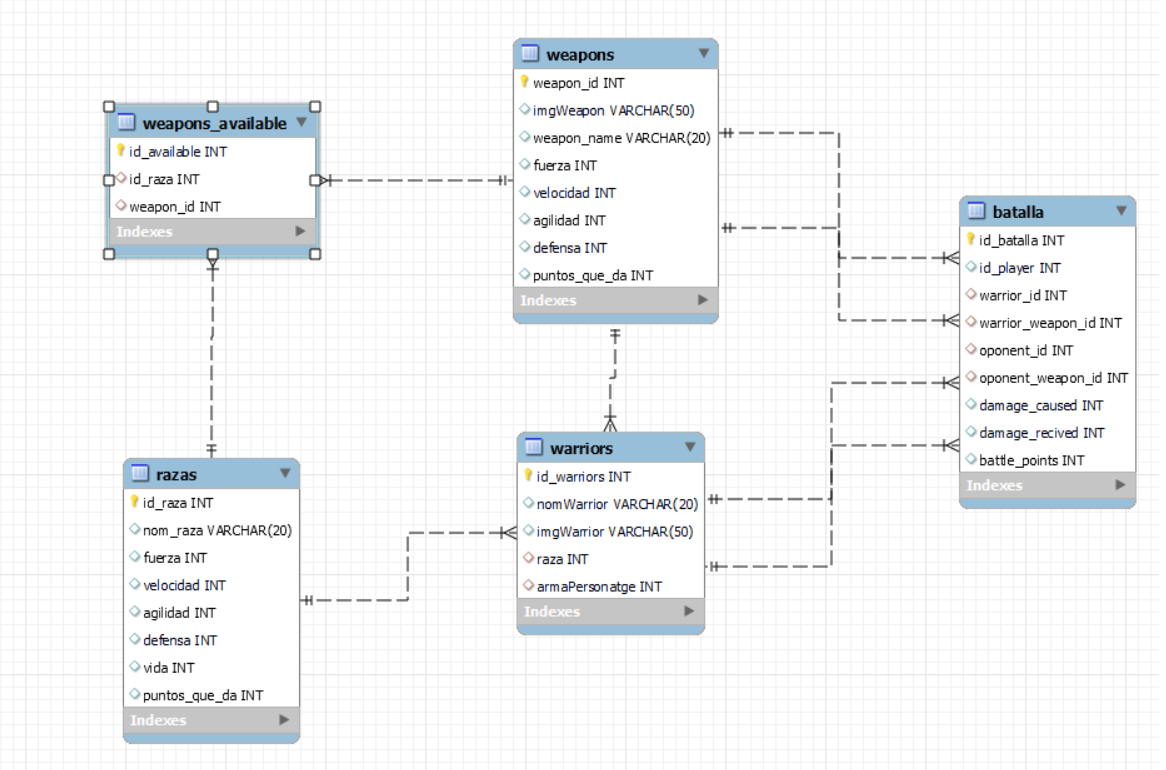 weapons
weapon_id INT
imgWeapon VARCHAR(50)
weapon_name VARCHAR(20)
fuerza INT
velocidad INT
agilidad INT
defensa INT
puntos_que_da INT
Indexes
weapons_available
id_available INT
id_raza INT
weapon_id INT
Indexes
batalla
id_batalla INT
id_player INT
warrior_id INT
warrior_weapon_id INT
oponent_id INT
oponent_weapon_id INT
damage_caused INT
damage_recived INT
battle_points INT
Indexes
warriors
id_warriors INT
nomWarrior VARCHAR(20)
imgWarrior VARCHAR(50)
raza INT
armaPersonatge INT
Indexes
razas
id_raza INT
nom_raza VARCHAR(20)
fuerza INT
velocidad INT
agilidad INT
defensa INT
vida INT
puntos_que_da INT
Indexes